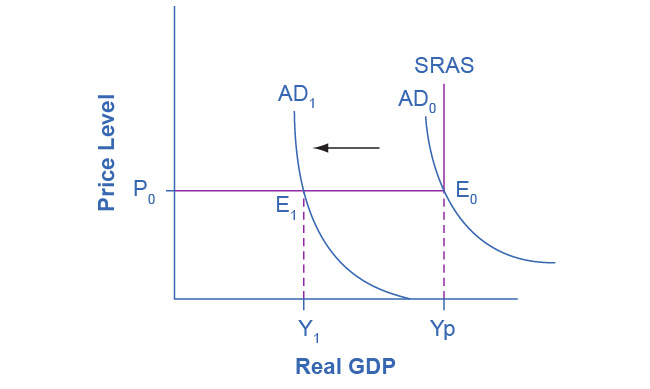 SRAS
AD1
AD0
Price Level
P0
E1
E0
Y1
Yp
Real GDP